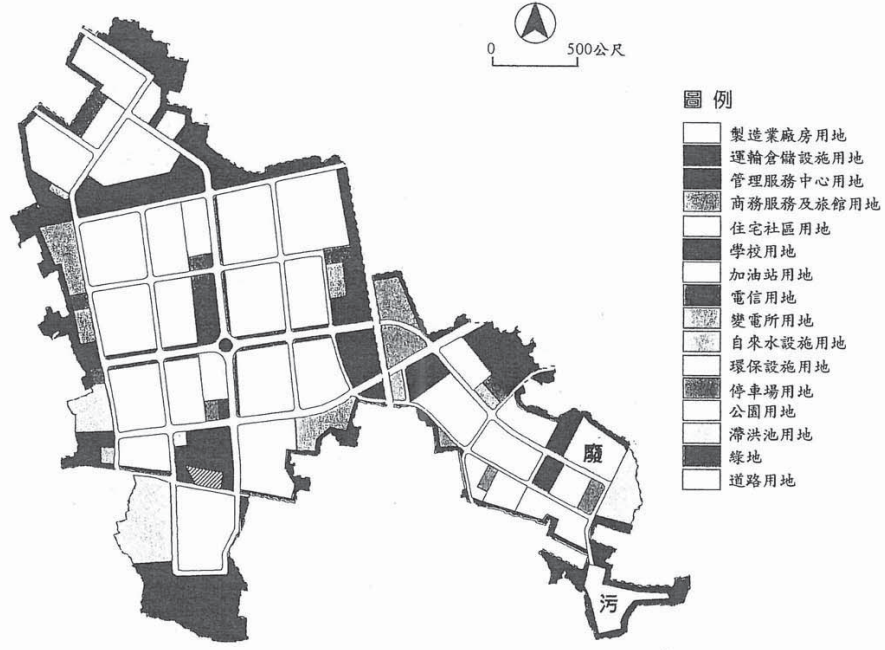 0 500公尺
圖例
製造業廠房用地
運輸倉儲設施用地
管理服務中心用地
商務服務及旅館用地
住宅社區用地
學校用地
加油站用地
電信用地
變電所用地
自來水設施用地
環保設施用地
停車場用地
公園用地
滯洪池用地
綠地
道路用地
廢
污